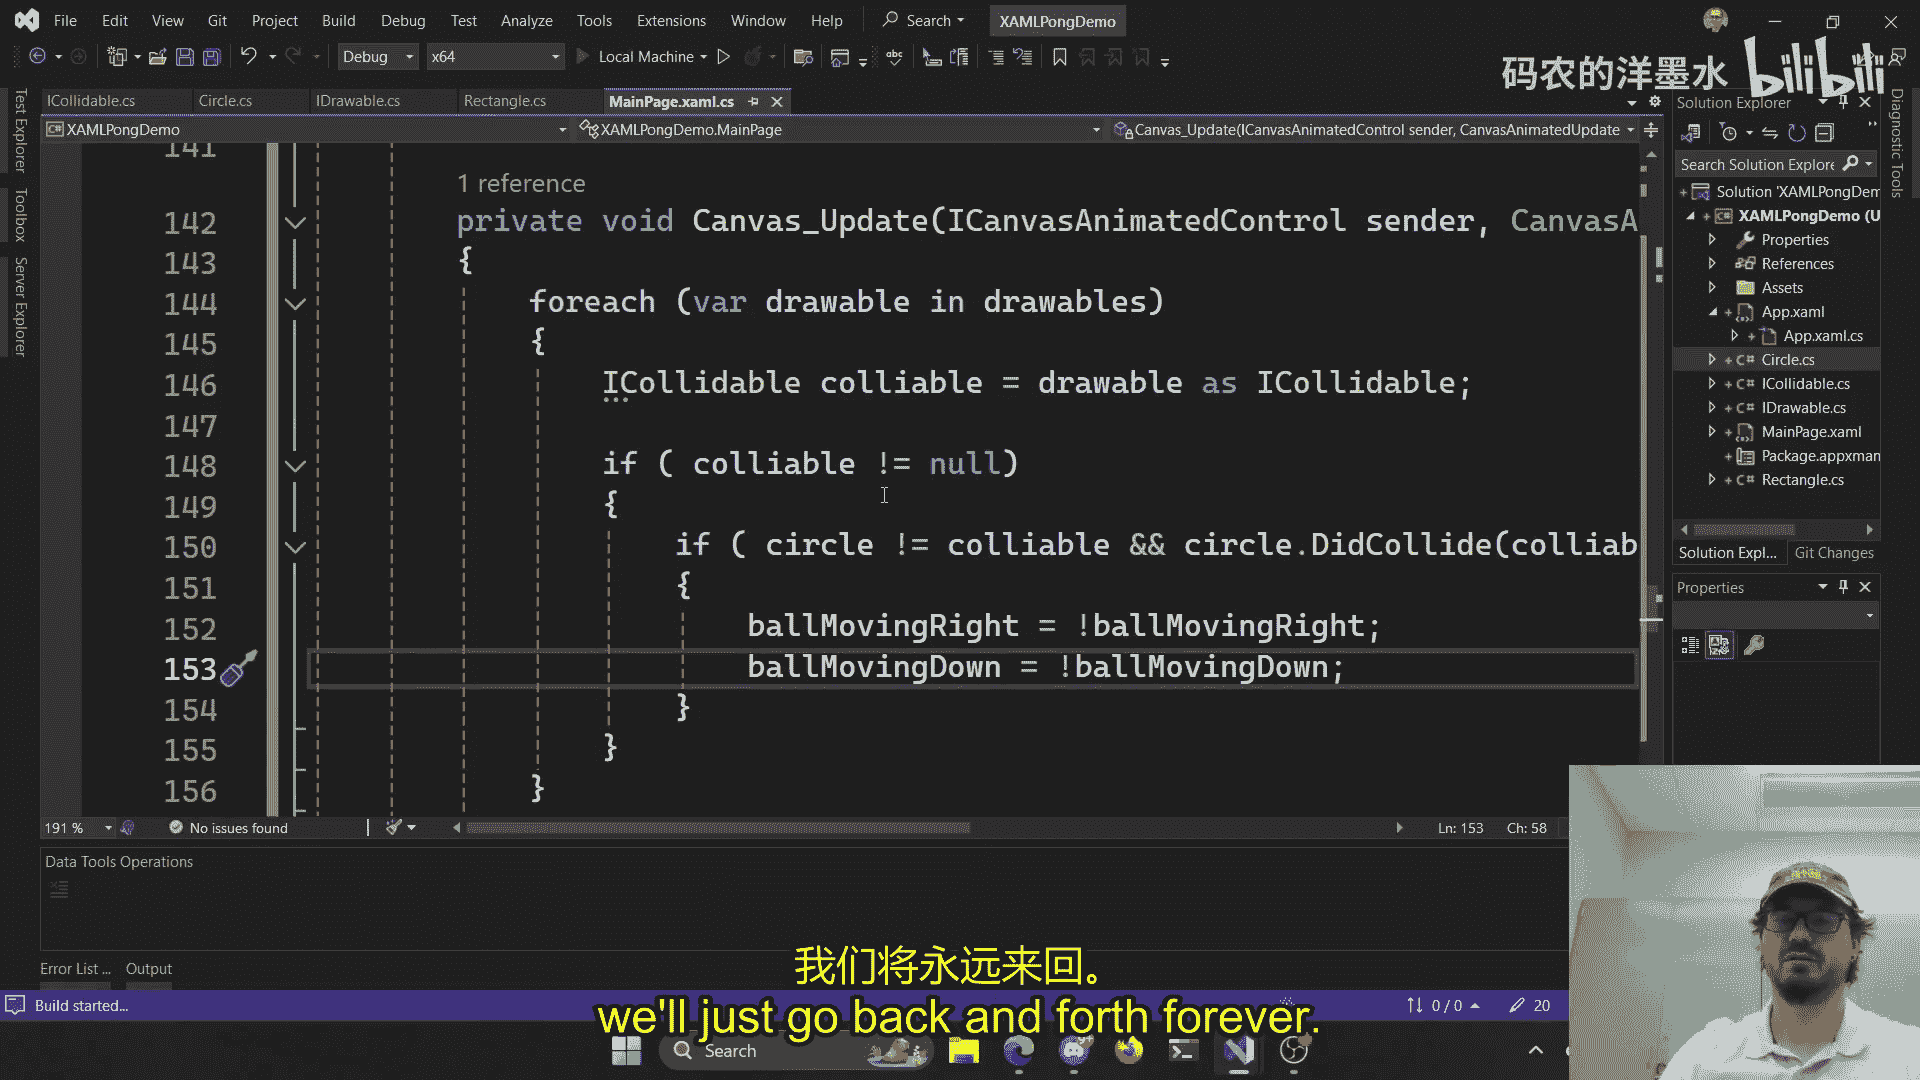 File Edit View Git Project Build Debug Test Analyze Tools Extensions Window Help Search XAMLPongDemo
Debug x64 Local Machine
码农的洋墨水 bilibili
ICollidable.cs Circle.cs IDrawable.cs Rectangle.cs MainPage.xaml.cs
XAMLPongDemo XAMLPongDemo.MainPage Canvas_Update(ICanvasAnimatedControl sender, CanvasAnimatedUpdate
Test Explorer
Toolbox
Server Explorer
141
1 reference
142 private void Canvas_Update(ICanvasAnimatedControl sender, CanvasA
143 {
144 foreach (var drawable in drawables)
145 {
146 ICollidable colliable = drawable as ICollidable;
147
148 if ( colliable != null)
149 {
150 if ( circle != colliable && circle.DidCollide(colliab
151 {
152 ballMovingRight = !ballMovingRight;
153 ballMovingDown = !ballMovingDown;
154 }
155 }
156 }
191 % No issues found Ln: 153 Ch: 58
Data Tools Operations
Error List ... Output
Build started... 0 / 0 20
Solution Explorer
Search Solution Explore
Solution 'XAMLPongDem
XAMLPongDemo (U
Properties
References
Assets
App.xaml
App.xaml.cs
C# Circle.cs
C# ICollidable.cs
C# IDrawable.cs
MainPage.xaml
Package.appxman
C# Rectangle.cs
Solution Expl... Git Changes
Properties
Diagnostic Tools
我们将永远来回。
we'll just go back and forth forever.
Search